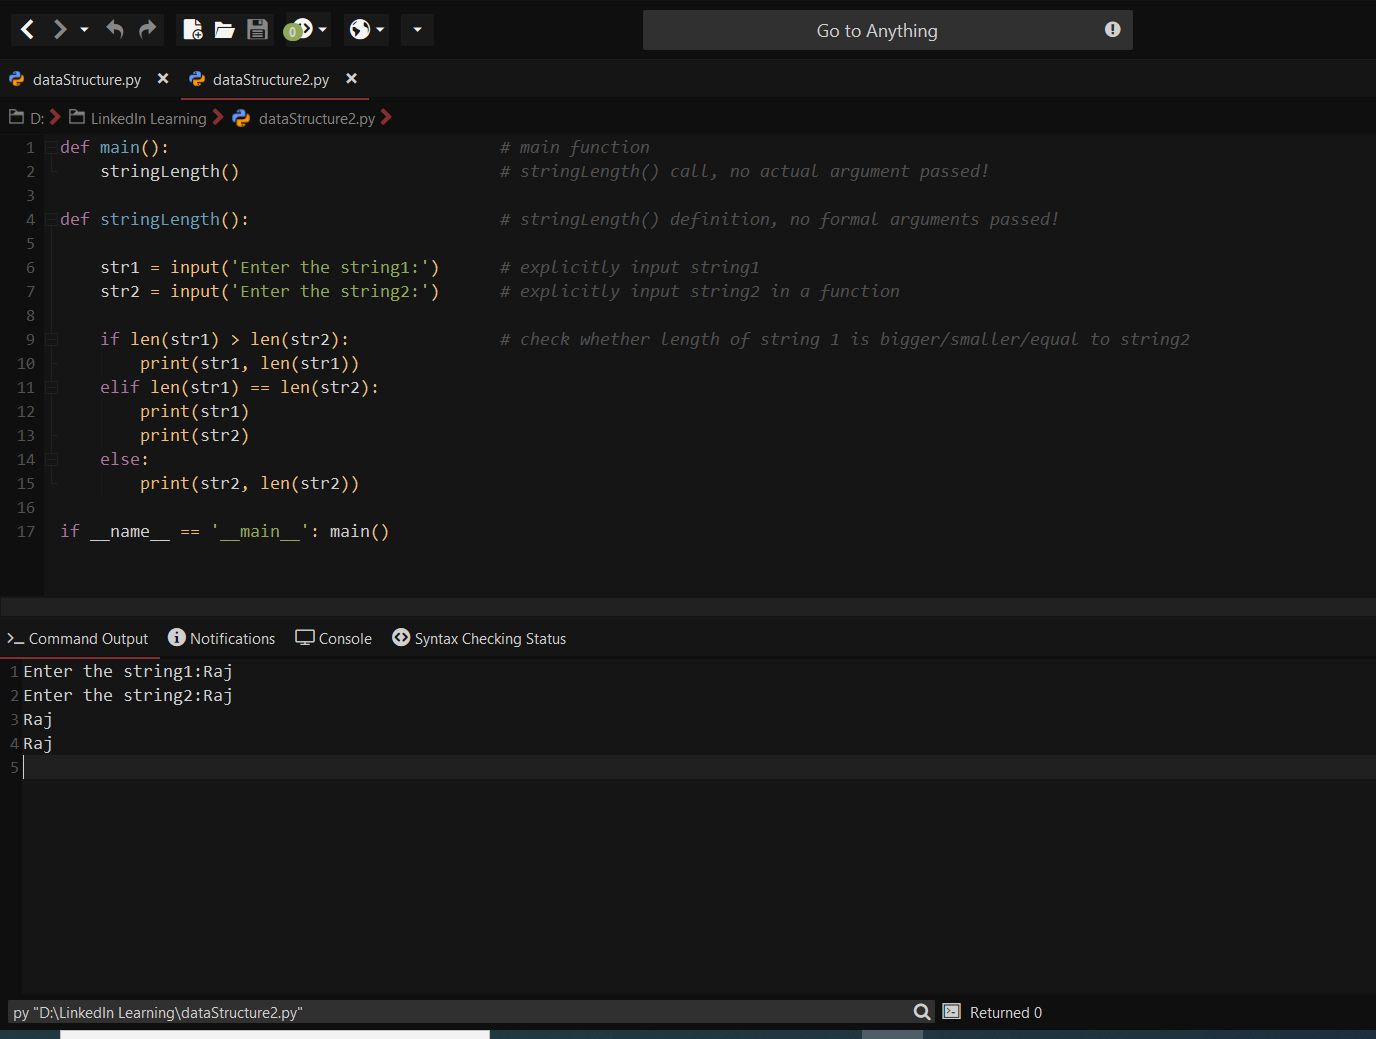 0
Go to Anything
dataStructure.py
dataStructure2.py
D: LinkedIn Learning dataStructure2.py
1 def main(): # main function
2 stringLength() # stringLength() call, no actual argument passed!
3
4 def stringLength(): # stringLength() definition, no formal arguments passed!
5
6 str1 = input('Enter the string1:') # explicitly input string1
7 str2 = input('Enter the string2:') # explicitly input string2 in a function
8
9 if len(str1) > len(str2): # check whether length of string 1 is bigger/smaller/equal to string2
10 print(str1, len(str1))
11 elif len(str1) == len(str2):
12 print(str1)
13 print(str2)
14 else:
15 print(str2, len(str2))
16
17 if __name__ == '__main__': main()
Command Output Notifications Console Syntax Checking Status
1 Enter the string1:Raj
2 Enter the string2:Raj
3 Raj
4 Raj
5
py "D:\LinkedIn Learning\dataStructure2.py" Returned 0